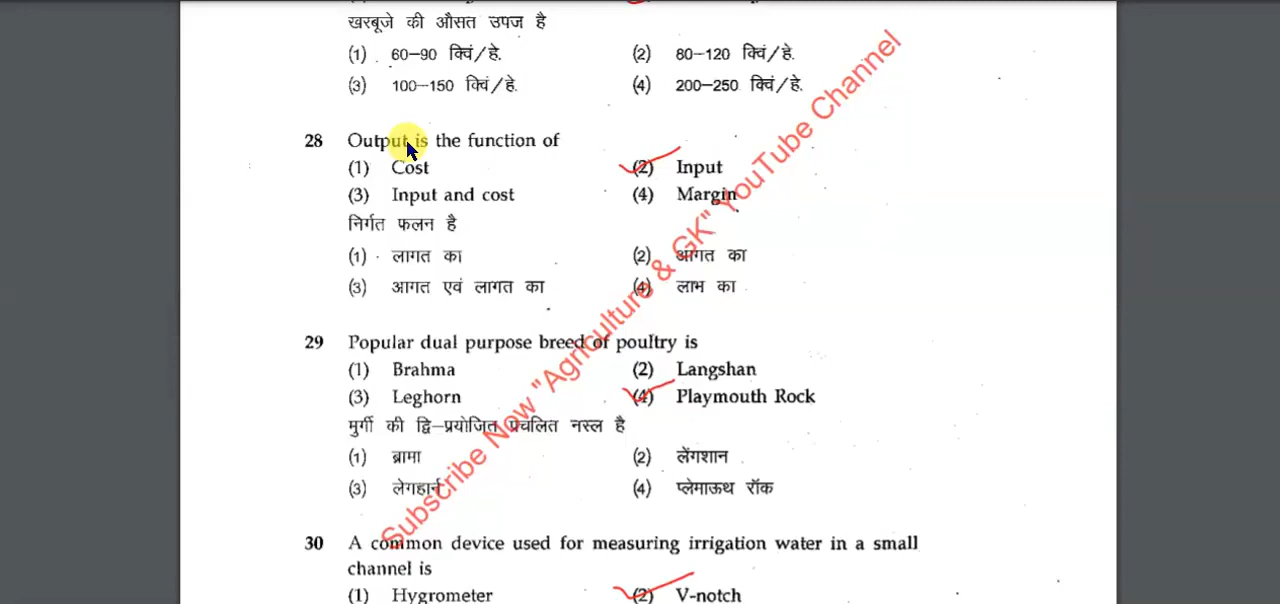 खरबूजे की औसत उपज है
(1) 60–90 क्विं/हे. (2) 80–120 क्विं/हे.
(3) 100–150 क्विं/हे. (4) 200–250 क्विं/हे.
28 Output is the function of
(1) Cost (2) Input
(3) Input and cost (4) Margin
निर्गत फलन है
(1) लागत का (2) आगत का
(3) आगत एवं लागत का (4) लाभ का
29 Popular dual purpose breed of poultry is
(1) Brahma (2) Langshan
(3) Leghorn (4) Playmouth Rock
मुर्गी की द्वि–प्रयोजित प्रचलित नस्ल है
(1) ब्रामा (2) लेंगशान
(3) लेगहार्न (4) प्लेमाऊथ रॉक
30 A common device used for measuring irrigation water in a small
channel is
(1) Hygrometer (2) V-notch
Subscribe Now "Agriculture & GK" YouTube Channel